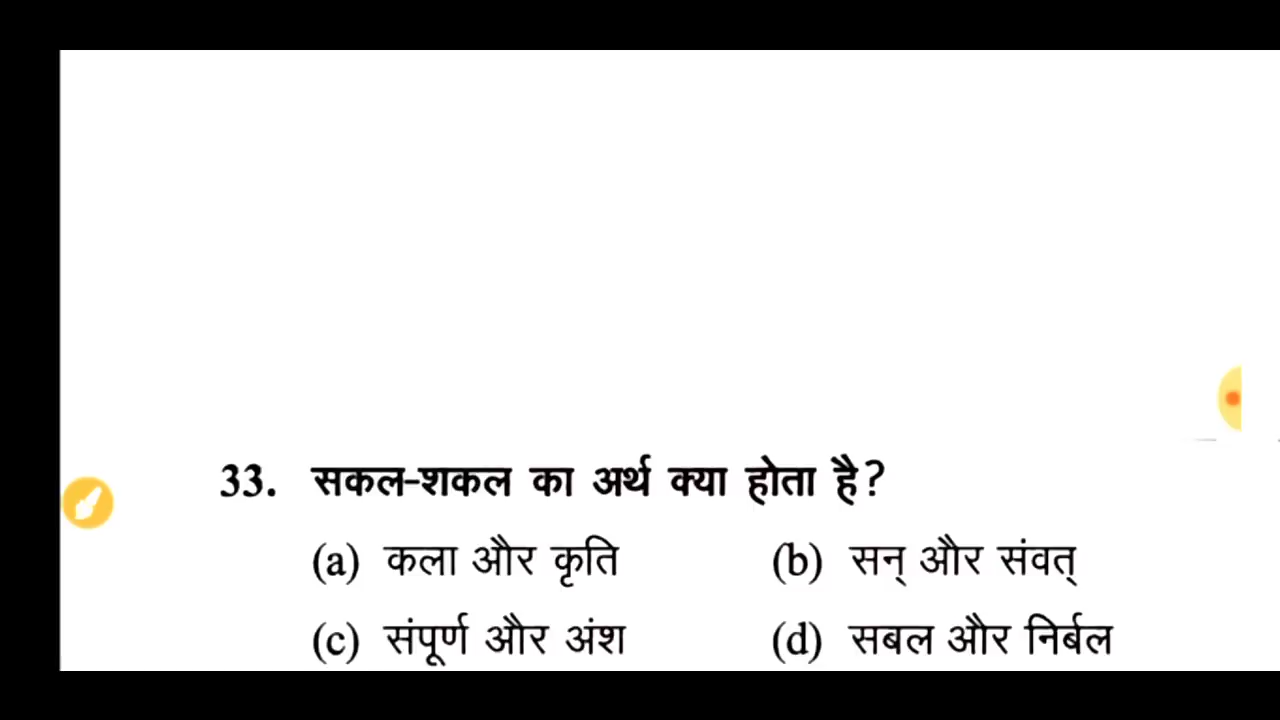 33. सकल-शकल का अर्थ क्या होता है?
(a) कला और कृति (b) सन् और संवत्
(c) संपूर्ण और अंश (d) सबल और निर्बल